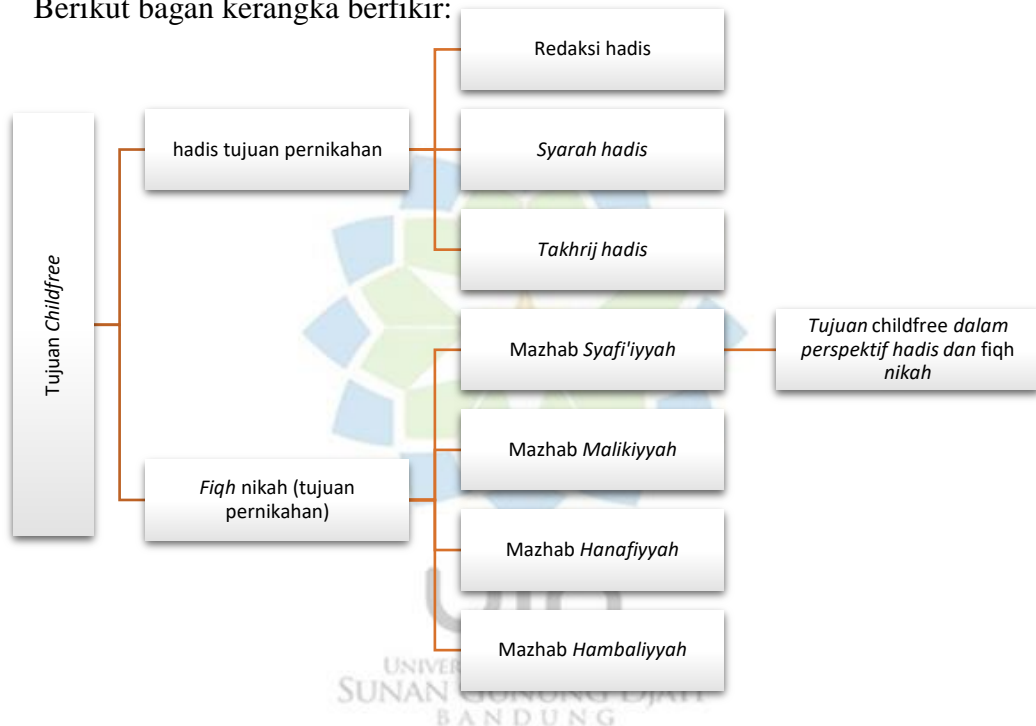 Berikut bagan kerangka berfikir:
Tujuan Childfree
hadis tujuan pernikahan
Redaksi hadis
Syarah hadis
Takhrij hadis
Fiqh nikah (tujuan
pernikahan)
Mazhab Syafi'iyyah
Mazhab Malikiyyah
Mazhab Hanafiyyah
Mazhab Hambaliyyah
Tujuan childfree dalam
perspektif hadis dan fiqh
nikah
SUNAN GUNUNG DJATI
BANDUNG